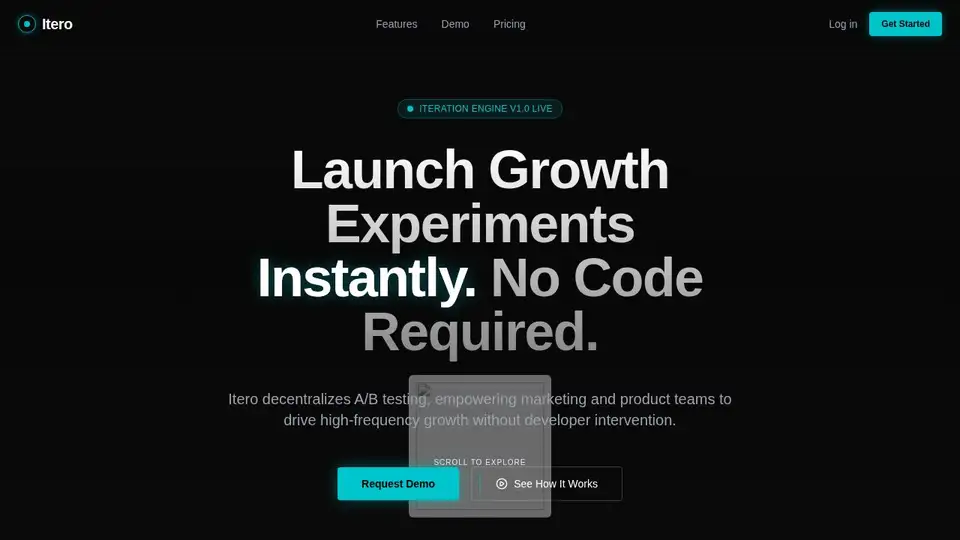 Itero
Features
Demo
Pricing
Log in
Get Started
ITERATION ENGINE V1.0 LIVE
Launch Growth
Experiments
Instantly. No Code
Required.
Itero decentralizes A/B testing, empowering marketing and product teams to
drive high-frequency growth without developer intervention.
SCROLL TO EXPLORE
Request Demo
See How It Works